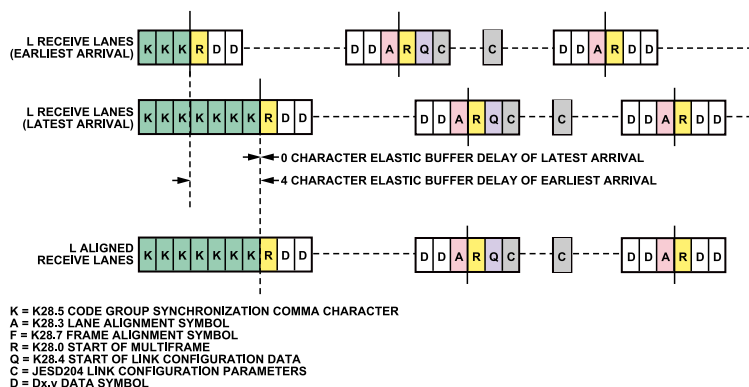 L RECEIVE LANES
(EARLIEST ARRIVAL)
K K K R D D
D D A R Q C
C
D D A R D D
L RECEIVE LANES
(LATEST ARRIVAL)
K K K K K K K R D D
D D A R Q C
C
D D A R D D
0 CHARACTER ELASTIC BUFFER DELAY OF LATEST ARRIVAL
4 CHARACTER ELASTIC BUFFER DELAY OF EARLIEST ARRIVAL
L ALIGNED
RECEIVE LANES
K K K K K K K R D D
D D A R Q C
C
D D A R D D
K = K28.5 CODE GROUP SYNCHRONIZATION COMMA CHARACTER
A = K28.3 LANE ALIGNMENT SYMBOL
F = K28.7 FRAME ALIGNMENT SYMBOL
R = K28.0 START OF MULTIFRAME
Q = K28.4 START OF LINK CONFIGURATION DATA
C = JESD204 LINK CONFIGURATION PARAMETERS
D = Dx.y DATA SYMBOL